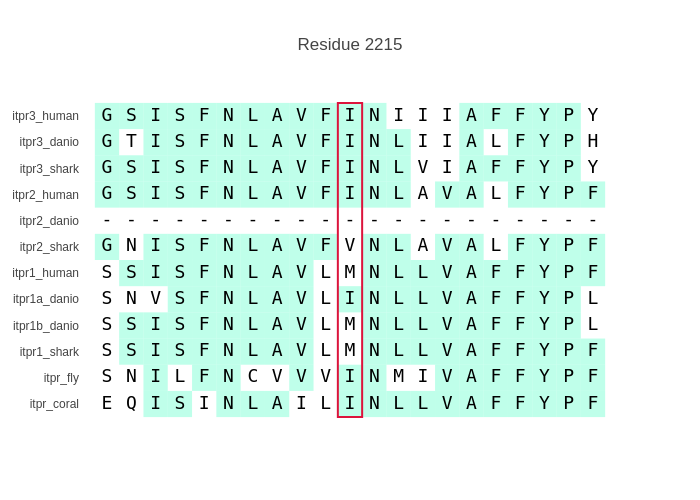 Residue 2215
itpr3_human G S I S F N L A V F I N I I I A F F Y P Y
itpr3_danio G T I S F N L A V F I N L I I A L F Y P H
itpr3_shark G S I S F N L A V F I N L V I A F F Y P Y
itpr2_human G S I S F N L A V F I N L A V A L F Y P F
itpr2_danio - - - - - - - - - - - - - - - - - - - - -
itpr2_shark G N I S F N L A V F V N L A V A L F Y P F
itpr1_human S S I S F N L A V L M N L L V A F F Y P F
itpr1a_danio S N V S F N L A V L I N L L V A F F Y P L
itpr1b_danio S S I S F N L A V L M N L L V A F F Y P L
itpr1_shark S S I S F N L A V L M N L L V A F F Y P F
itpr_fly S N I L F N C V V V I N M I V A F F Y P F
itpr_coral E Q I S I N L A I L I N L L V A F F Y P F